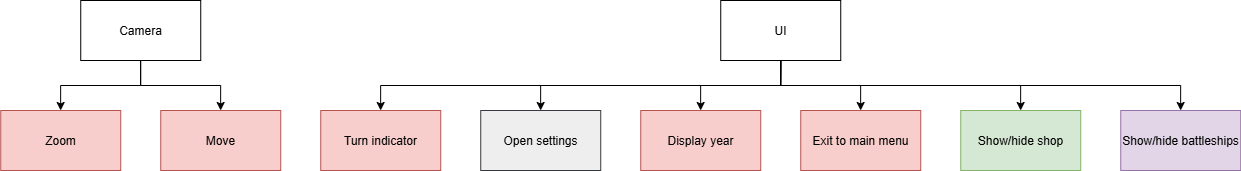 Camera
UI
Zoom
Move
Turn indicator
Open settings
Display year
Exit to main menu
Show/hide shop
Show/hide battleships